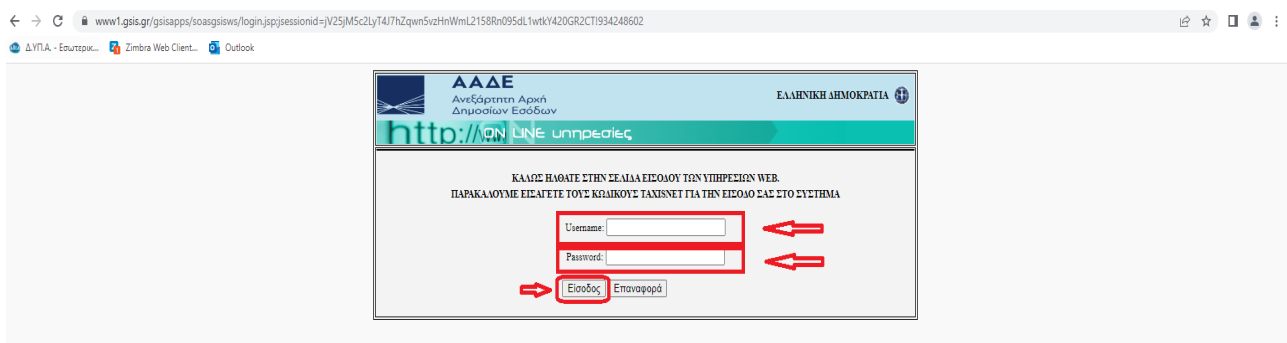 www1.gsis.gr/gsisapps/soasgsisws/login.jsp;jsessionid=jV25jM5c2LyT4J7hZqwn5vzHnWmL2158Rn095dL1wtkY420GR2CT!934248602
Δ.ΥΠ.Α. - Εσωτερικ... Zimbra Web Client... Outlook
ΑΑΔΕ
Ανεξάρτητη Αρχή
Δημοσίων Εσόδων
ΕΛΛΗΝΙΚΗ ΔΗΜΟΚΡΑΤΙΑ
http://www ON LINE υπηρεσίες
ΚΑΛΩΣ ΗΛΘΑΤΕ ΣΤΗΝ ΣΕΛΙΔΑ ΕΙΣΟΔΟΥ ΤΩΝ ΥΠΗΡΕΣΙΩΝ WEB.
ΠΑΡΑΚΑΛΟΥΜΕ ΕΙΣΑΓΕΤΕ ΤΟΥΣ ΚΩΔΙΚΟΥΣ TAXISNET ΓΙΑ ΤΗΝ ΕΙΣΟΔΟ ΣΑΣ ΣΤΟ ΣΥΣΤΗΜΑ
Username:
Password:
Είσοδος Επαναφορά